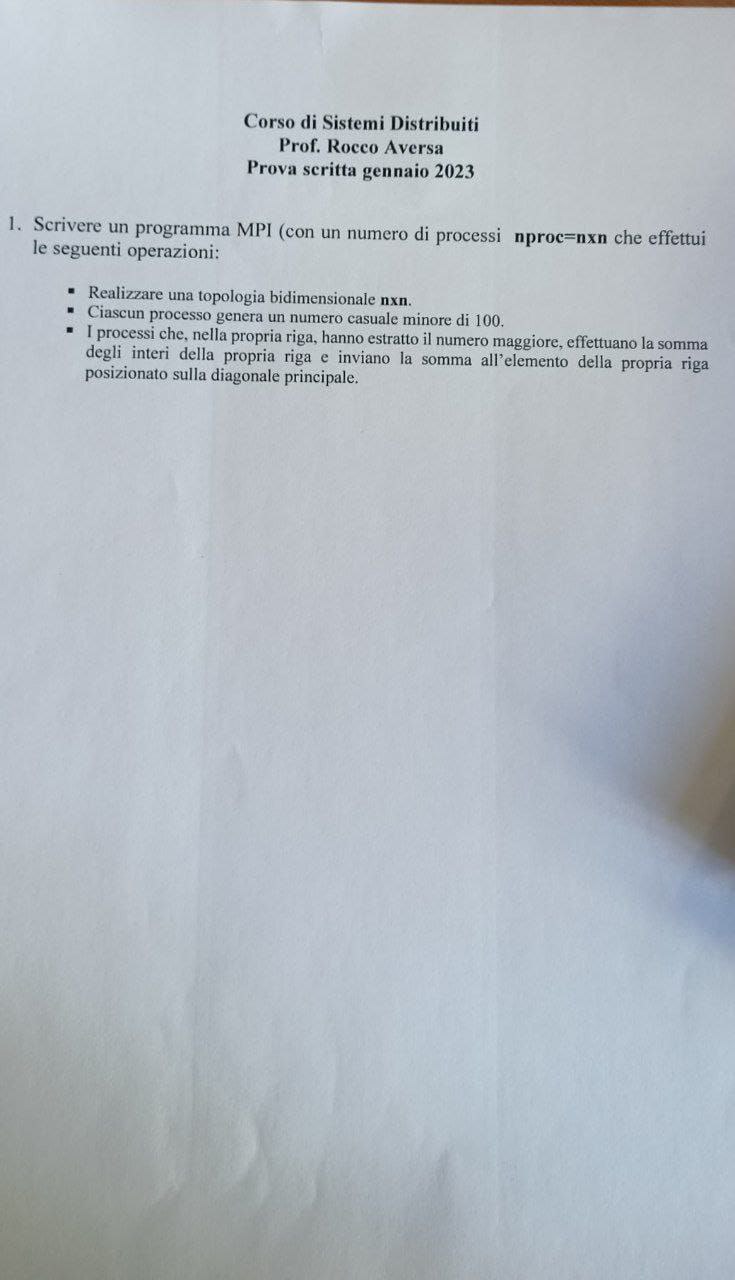 Corso di Sistemi Distribuiti
Prof. Rocco Aversa
Prova scritta gennaio 2023
1. Scrivere un programma MPI (con un numero di processi nproc=nxn che effettui
le seguenti operazioni:
▪ Realizzare una topologia bidimensionale nxn.
▪ Ciascun processo genera un numero casuale minore di 100.
▪ I processi che, nella propria riga, hanno estratto il numero maggiore, effettuano la somma
degli interi della propria riga e inviano la somma all'elemento della propria riga
posizionato sulla diagonale principale.